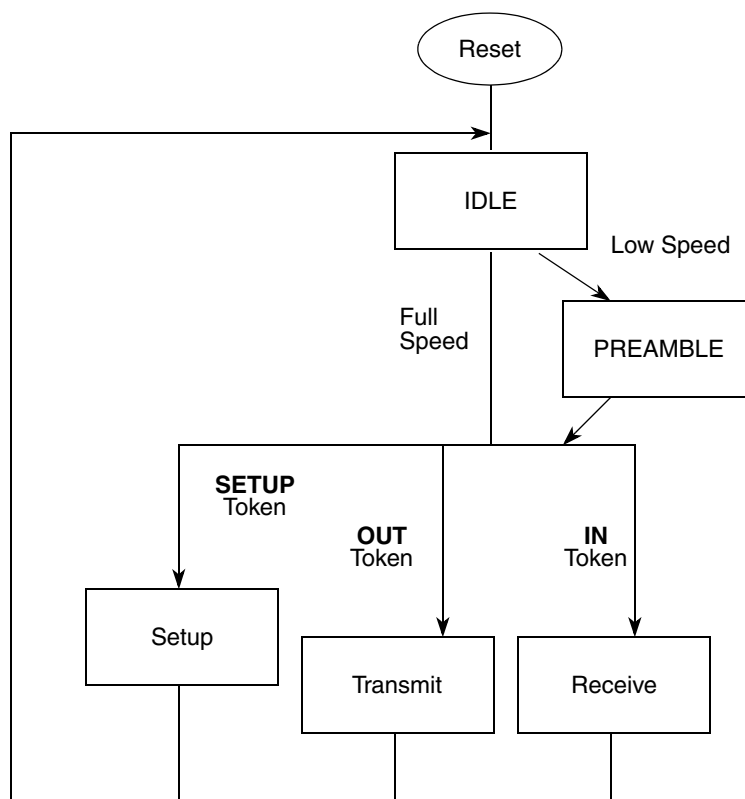 Reset
IDLE
Low Speed
Full
Speed
PREAMBLE
SETUP
Token
OUT
Token
IN
Token
Setup
Transmit
Receive